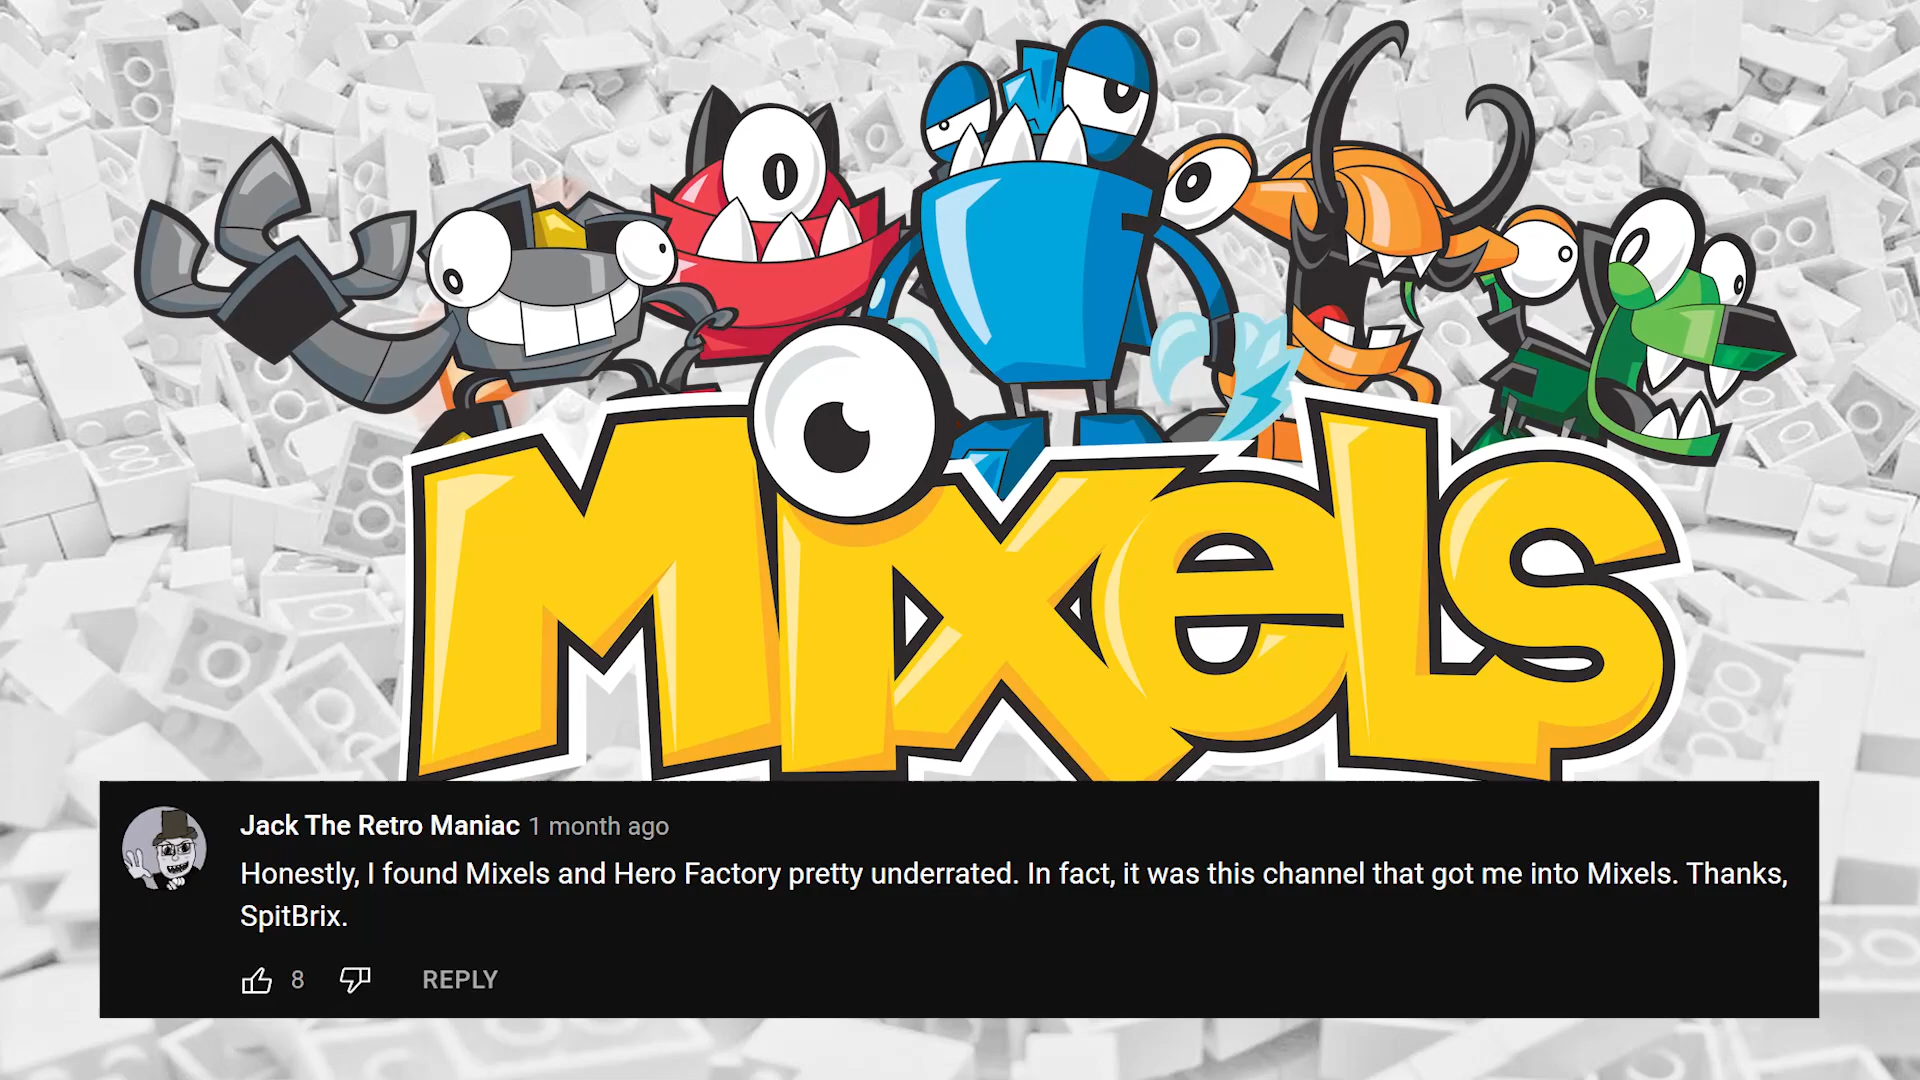 Mixels
Jack The Retro Maniac 1 month ago
Honestly, I found Mixels and Hero Factory pretty underrated. In fact, it was this channel that got me into Mixels. Thanks,
SpitBrix.
8 REPLY